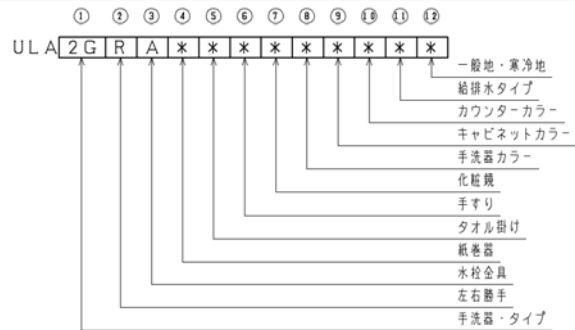 ① ② ③ ④ ⑤ ⑥ ⑦ ⑧ ⑨ ⑩ ⑪ ⑫
ULA 2G R A * * * * * * * * *
一般地・寒冷地
給排水タイプ
カウンターカラー
キャビネットカラー
手洗器カラー
化粧鏡
手すり
タオル掛け
紙巻器
水栓金具
左右勝手
手洗器・タイプ